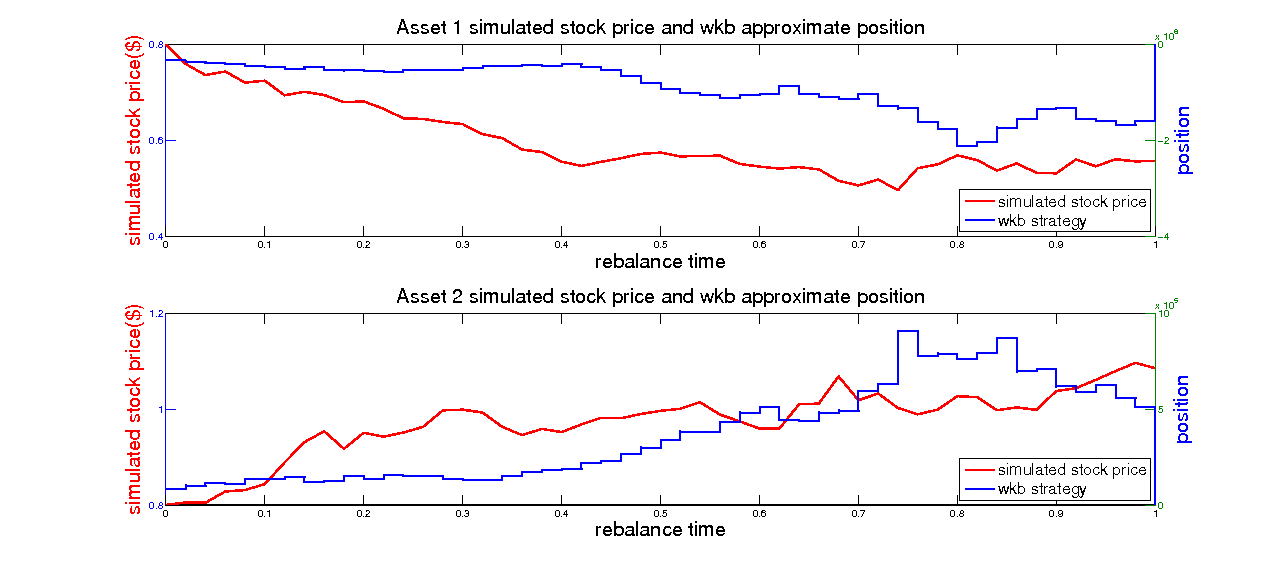 Asset 1 simulated stock price and wkb approximate position
simulated stock price($)
0.8
0.6
0.4
x 10^6
0
−2
−4
position
simulated stock price
wkb strategy
0 0.1 0.2 0.3 0.4 0.5 0.6 0.7 0.8 0.9 1
rebalance time
Asset 2 simulated stock price and wkb approximate position
simulated stock price($)
1.2
1
0.8
x 10^5
10
5
0
position
simulated stock price
wkb strategy
0 0.1 0.2 0.3 0.4 0.5 0.6 0.7 0.8 0.9 1
rebalance time